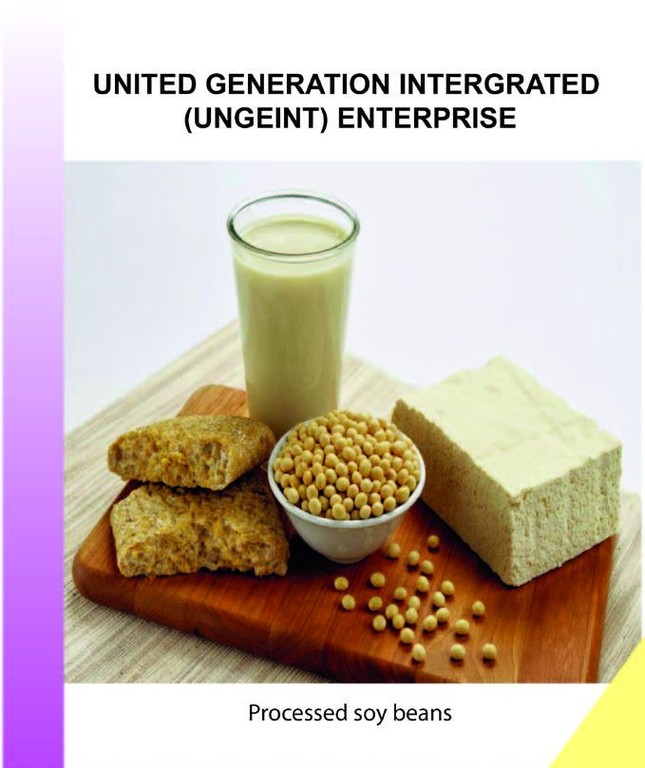 UNITED GENERATION INTERGRATED
(UNGEINT) ENTERPRISE
Processed soy beans